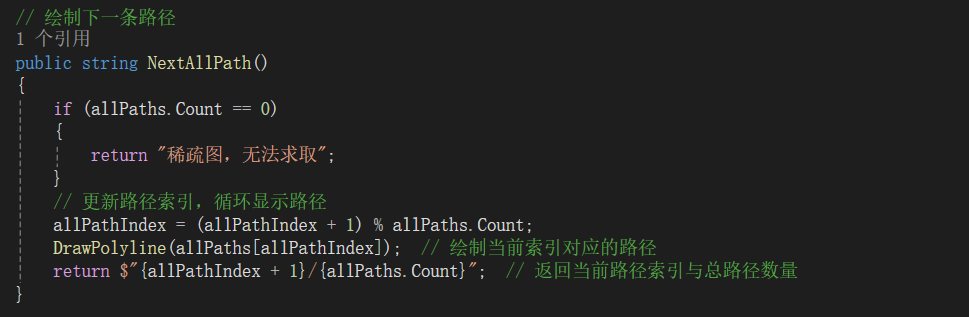 // 绘制下一条路径
1 个引用
public string NextAllPath()
{
if (allPaths.Count == 0)
{
return "稀疏图，无法求取";
}
// 更新路径索引，循环显示路径
allPathIndex = (allPathIndex + 1) % allPaths.Count;
DrawPolyline(allPaths[allPathIndex]);  // 绘制当前索引对应的路径
return $"{allPathIndex + 1}/{allPaths.Count}";  // 返回当前路径索引与总路径数量
}